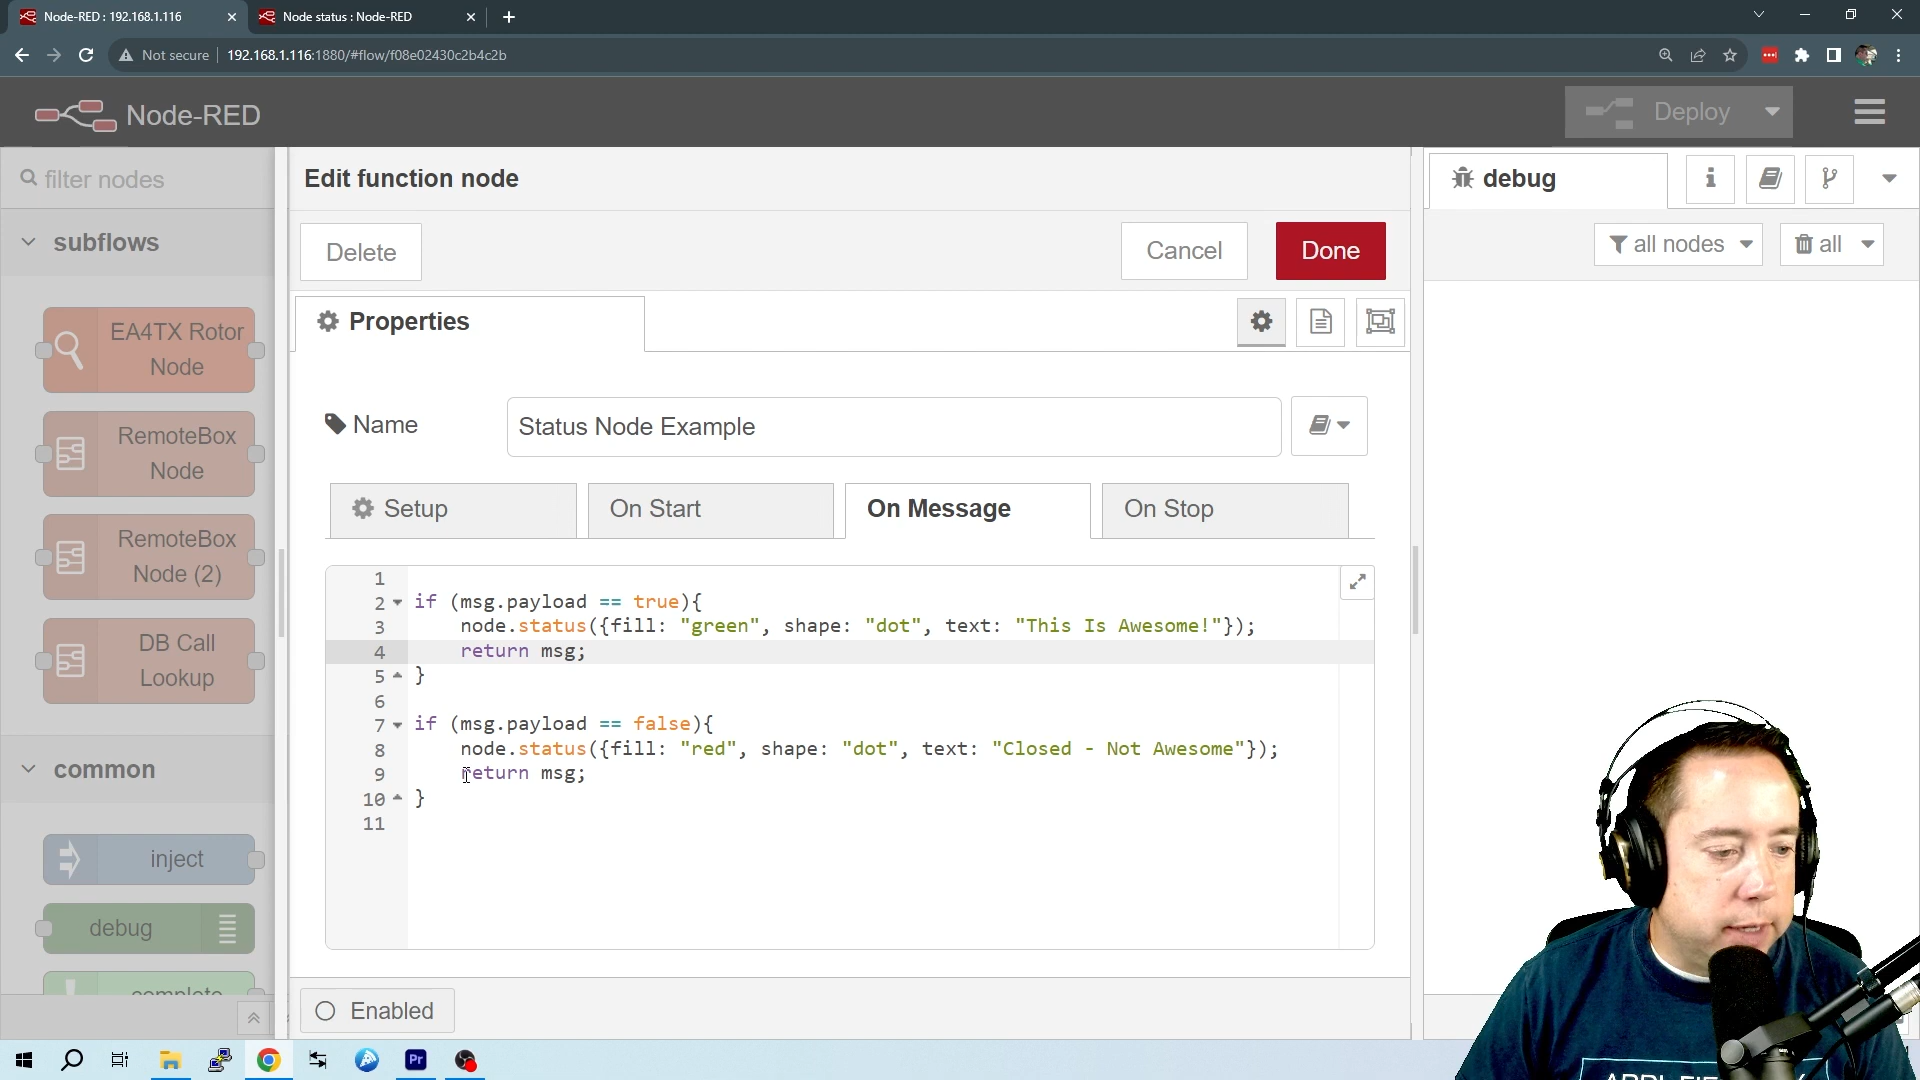 Node-RED : 192.168.1.116
Node status : Node-RED
Not secure
192.168.1.116:1880/#flow/f08e02430c2b4c2b
Node-RED
Deploy
filter nodes
subflows
EA4TX Rotor
Node
RemoteBox
Node
RemoteBox
Node (2)
DB Call
Lookup
common
inject
debug
complete
Edit function node
Delete
Cancel
Done
Properties
Name
Status Node Example
Setup
On Start
On Message
On Stop
1
2 if (msg.payload == true){
3 node.status({fill: "green", shape: "dot", text: "This Is Awesome!"});
4 return msg;
5 }
6
7 if (msg.payload == false){
8 node.status({fill: "red", shape: "dot", text: "Closed - Not Awesome"});
9 return msg;
10 }
11
Enabled
debug
i
all nodes
all
Pr